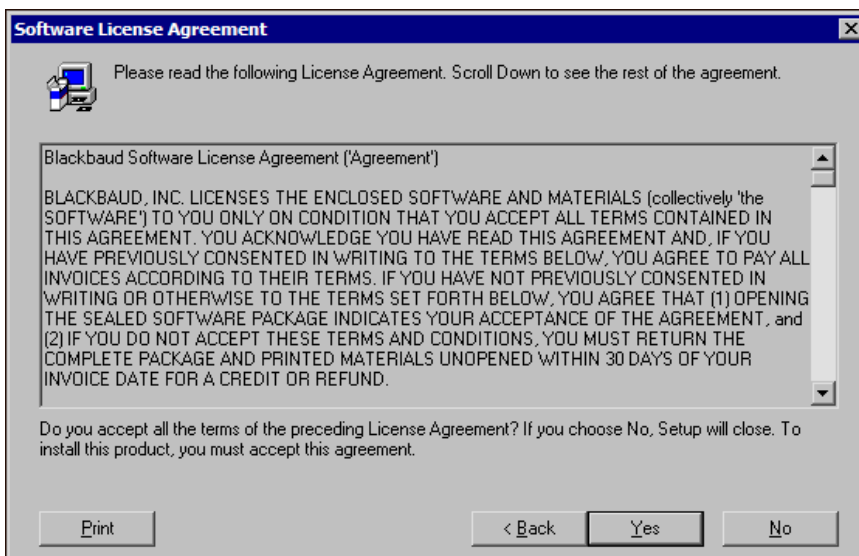 Software License Agreement
Please read the following License Agreement. Scroll Down to see the rest of the agreement.
Blackbaud Software License Agreement ('Agreement')
BLACKBAUD, INC. LICENSES THE ENCLOSED SOFTWARE AND MATERIALS (collectively 'the
SOFTWARE') TO YOU ONLY ON CONDITION THAT YOU ACCEPT ALL TERMS CONTAINED IN
THIS AGREEMENT. YOU ACKNOWLEDGE YOU HAVE READ THIS AGREEMENT AND, IF YOU
HAVE PREVIOUSLY CONSENTED IN WRITING TO THE TERMS BELOW, YOU AGREE TO PAY ALL
INVOICES ACCORDING TO THEIR TERMS. IF YOU HAVE NOT PREVIOUSLY CONSENTED IN
WRITING OR OTHERWISE TO THE TERMS SET FORTH BELOW, YOU AGREE THAT (1) OPENING
THE SEALED SOFTWARE PACKAGE INDICATES YOUR ACCEPTANCE OF THE AGREEMENT, and
(2) IF YOU DO NOT ACCEPT THESE TERMS AND CONDITIONS, YOU MUST RETURN THE
COMPLETE PACKAGE AND PRINTED MATERIALS UNOPENED WITHIN 30 DAYS OF YOUR
INVOICE DATE FOR A CREDIT OR REFUND.
Do you accept all the terms of the preceding License Agreement? If you choose No, Setup will close. To
install this product, you must accept this agreement.
Print
< Back
Yes
No